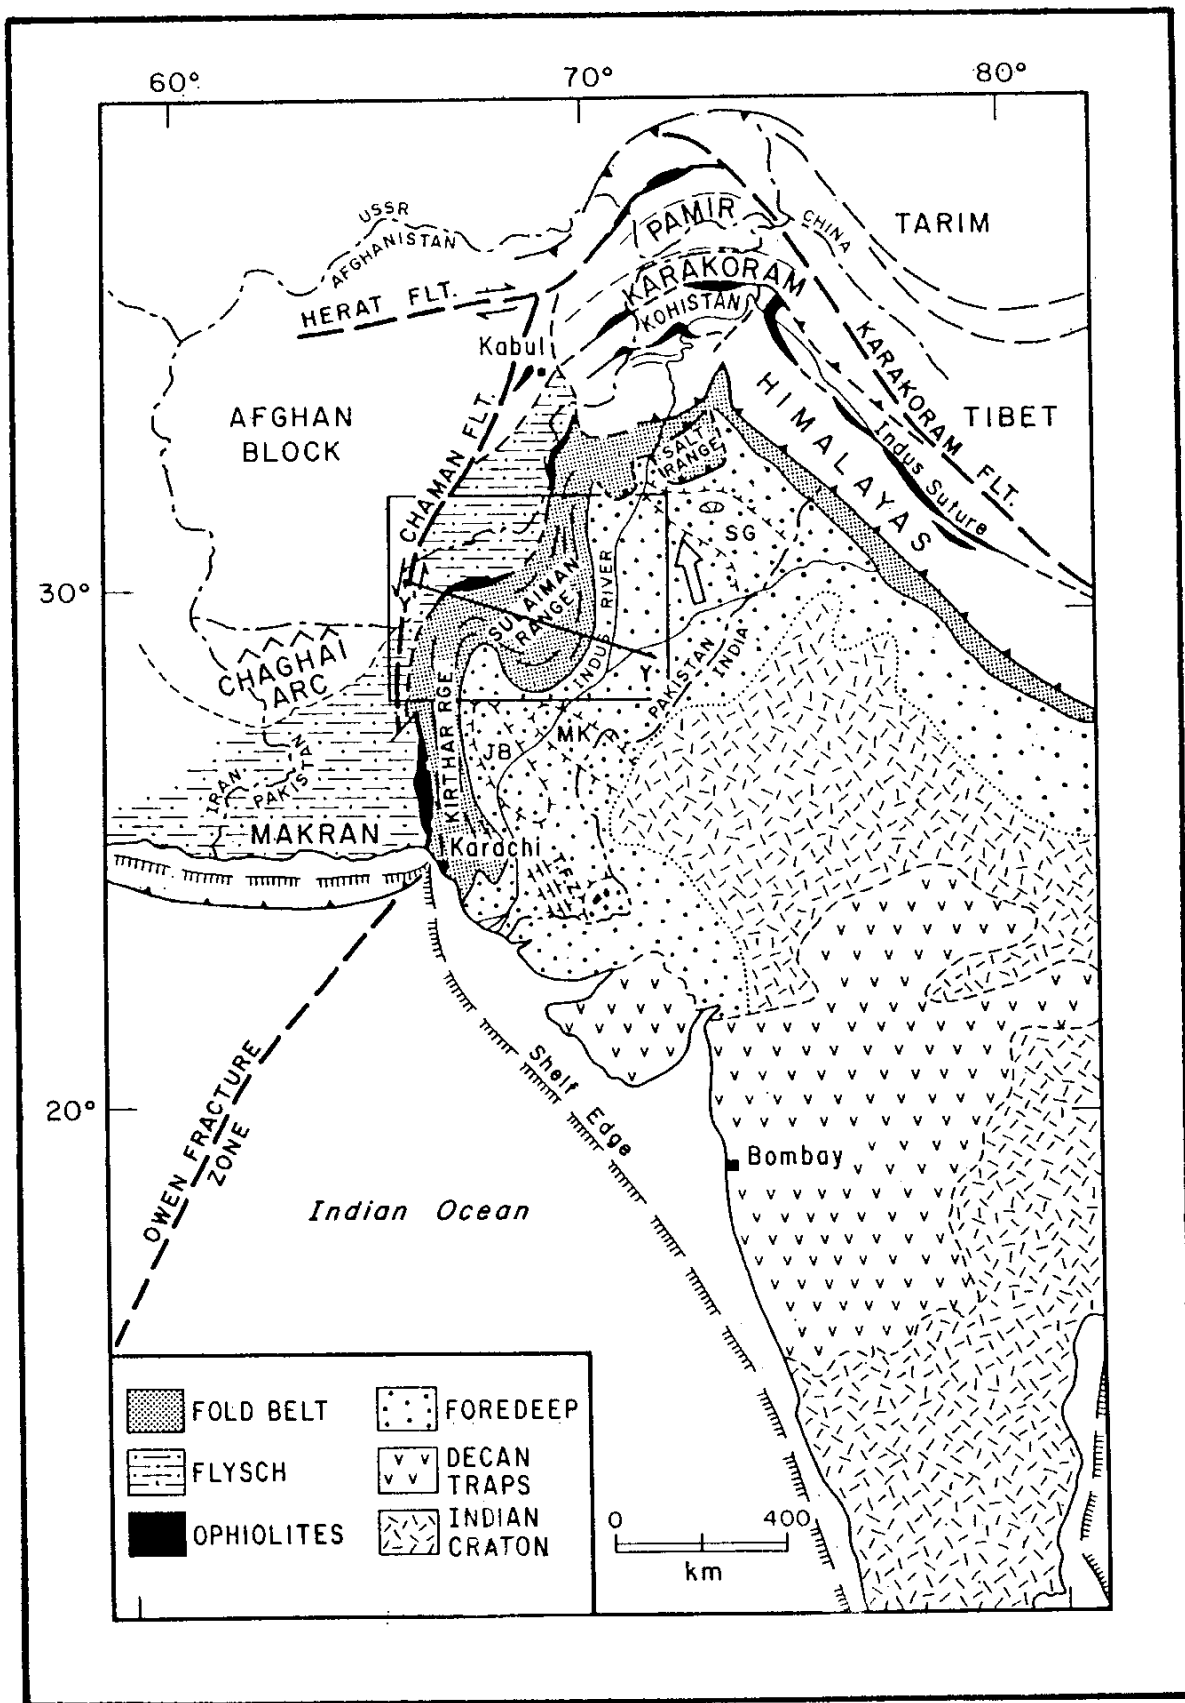 60°
70°
80°
USSR
AFGHANISTAN
PAMIR
CHINA
TARIM
HERAT FLT.
KARAKORAM
KOHISTAN
Kabul
KARAKORAM FLT.
AFGHAN
BLOCK
CHAMAN FLT.
HIMALAYAS
TIBET
SALT
RANGE
Indus Suture
SG
30°
SULAIMAN
RANGE
INDUS RIVER
CHAGHAI
ARC
Y
Y
PAKISTAN
INDIA
KIRTHAR RGE
JB
MK
IRAN
PAKISTAN
MAKRAN
Karachi
20°
Shelf Edge
OWEN FRACTURE
ZONE
Bombay
Indian Ocean
FOLD BELT
FOREDEEP
FLYSCH
DECAN
TRAPS
OPHIOLITES
INDIAN
CRATON
0
400
km